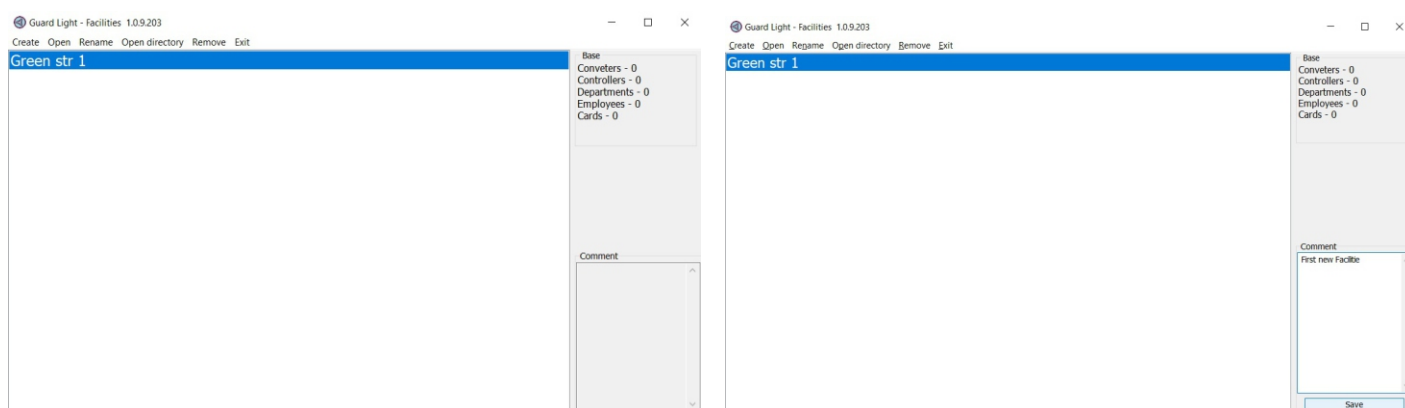 Guard Light - Facilities 1.0.9.203
Create Open Rename Open directory Remove Exit
Green str 1
Base
Conveters - 0
Controllers - 0
Departments - 0
Employees - 0
Cards - 0
Comment
Guard Light - Facilities 1.0.9.203
Create Open Rename Open directory Remove Exit
Green str 1
Base
Conveters - 0
Controllers - 0
Departments - 0
Employees - 0
Cards - 0
Comment
First new Facilitie
Save